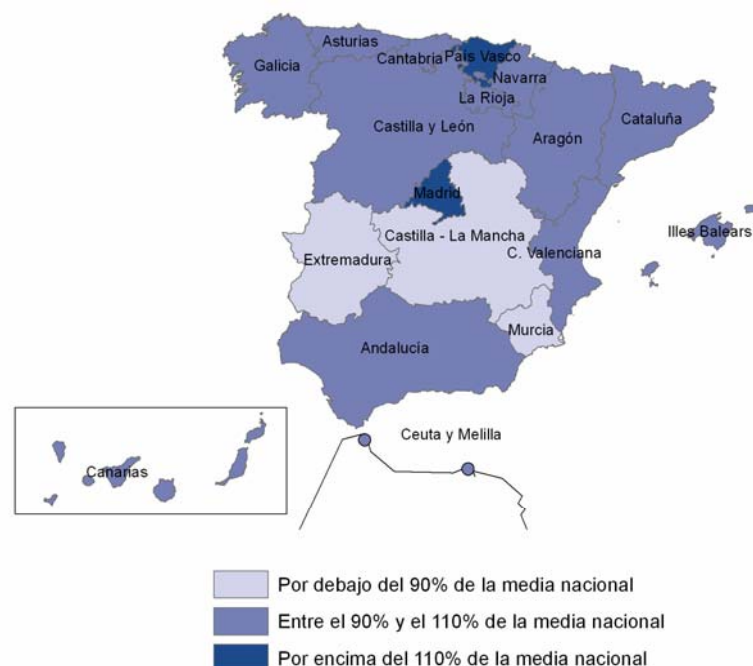 Asturias
Cantabria
País Vasco
Galicia
Navarra
La Rioja
Castilla y León
Aragón
Cataluña
Madrid
Castilla - La Mancha
Illes Balears
Extremadura
C. Valenciana
Murcia
Andalucia
Ceuta y Melilla
Canarias
Por debajo del 90% de la media nacional
Entre el 90% y el 110% de la media nacional
Por encima del 110% de la media nacional